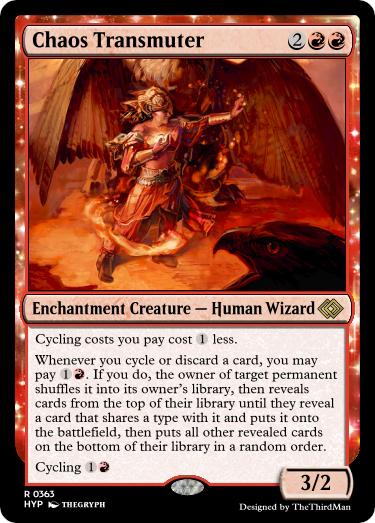 Chaos Transmuter 2
Enchantment Creature — Human Wizard
Cycling costs you pay cost 1 less.
Whenever you cycle or discard a card, you may
pay 1. If you do, the owner of target permanent
shuffles it into its owner's library, then reveals
cards from the top of their library until they reveal
a card that shares a type with it and puts it onto
the battlefield, then puts all other revealed cards
on the bottom of their library in a random order.
Cycling 1
3/2
R 0363
HYP THEGRYPH
Designed by TheThirdMan